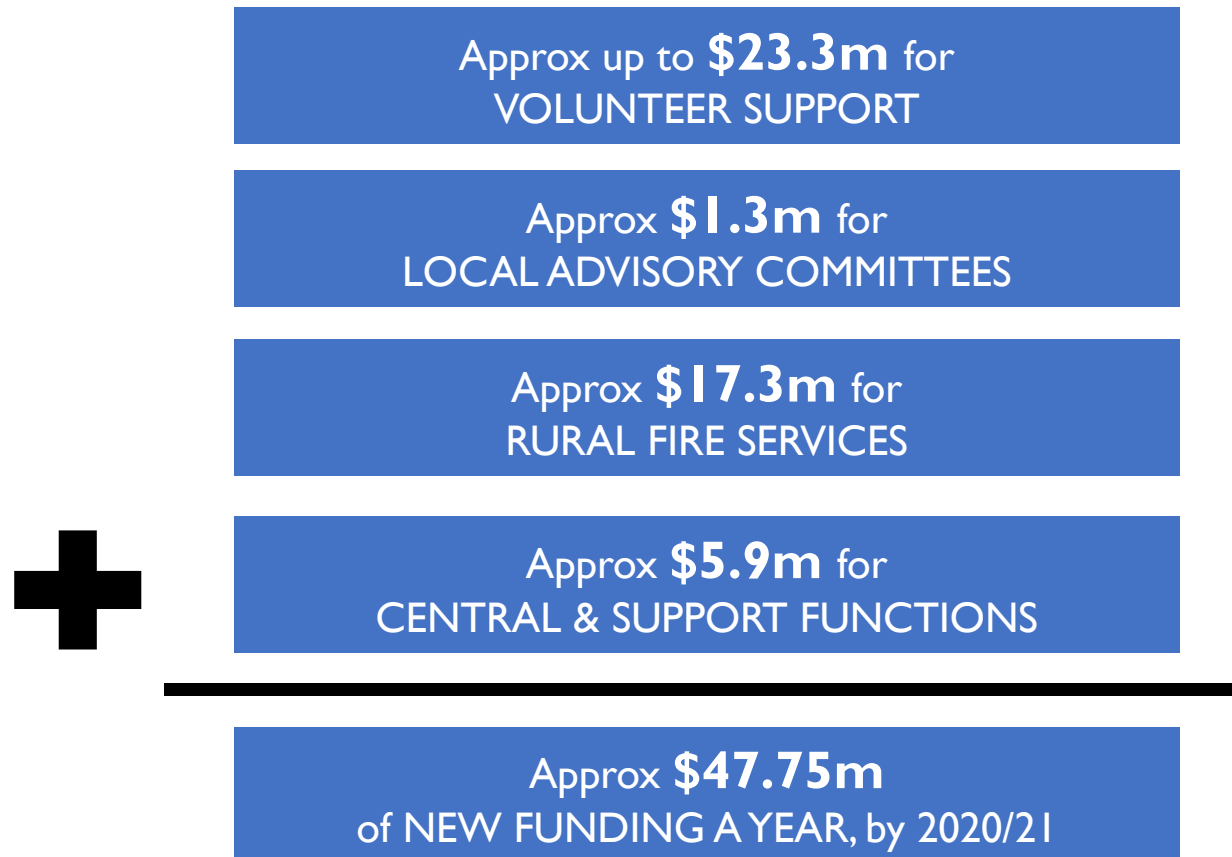 Approx up to $23.3m for
VOLUNTEER SUPPORT
Approx $1.3m for
LOCAL ADVISORY COMMITTEES
Approx $17.3m for
RURAL FIRE SERVICES
Approx $5.9m for
CENTRAL & SUPPORT FUNCTIONS
Approx $47.75m
of NEW FUNDING A YEAR, by 2020/21